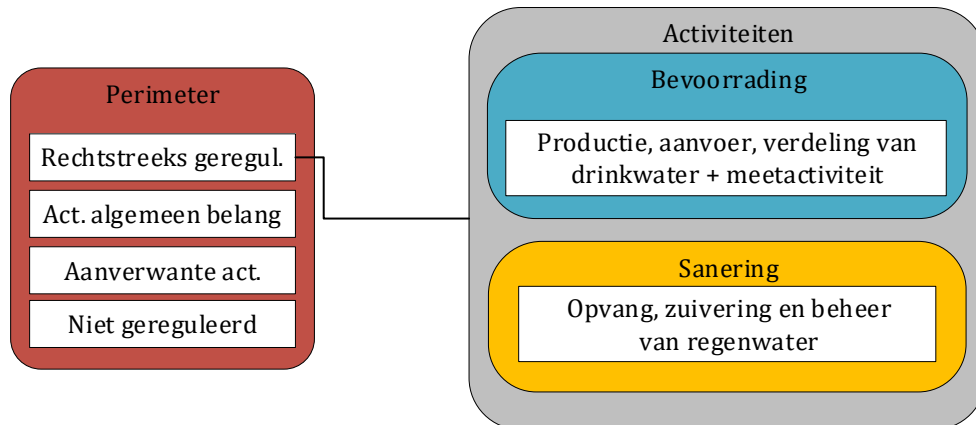 Perimeter
Rechtstreeks geregul.
Act. algemeen belang
Aanverwante act.
Niet gereguleerd
Activiteiten
Bevoorrading
Productie, aanvoer, verdeling van
drinkwater + meetactiviteit
Sanering
Opvang, zuivering en beheer
van regenwater